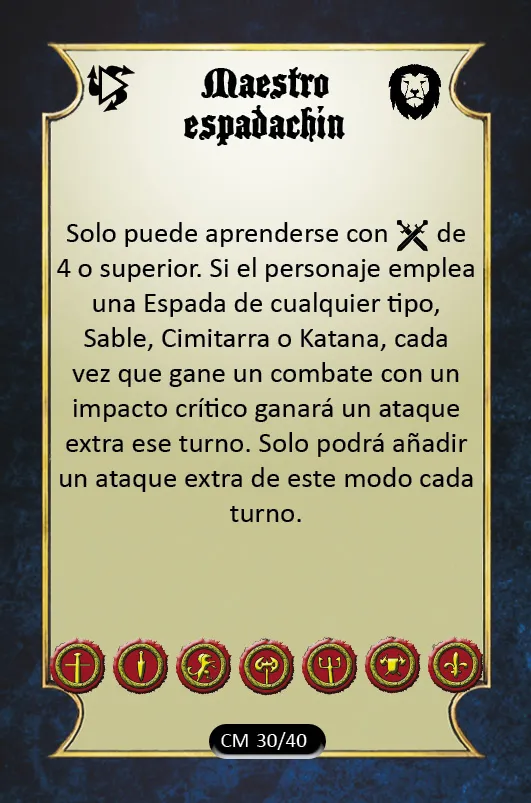 Maestro
espadachín
Solo puede aprenderse con de
4 o superior. Si el personaje emplea
una Espada de cualquier tipo,
Sable, Cimitarra o Katana, cada
vez que gane un combate con un
impacto crítico ganará un ataque
extra ese turno. Solo podrá añadir
un ataque extra de este modo cada
turno.
CM 30/40